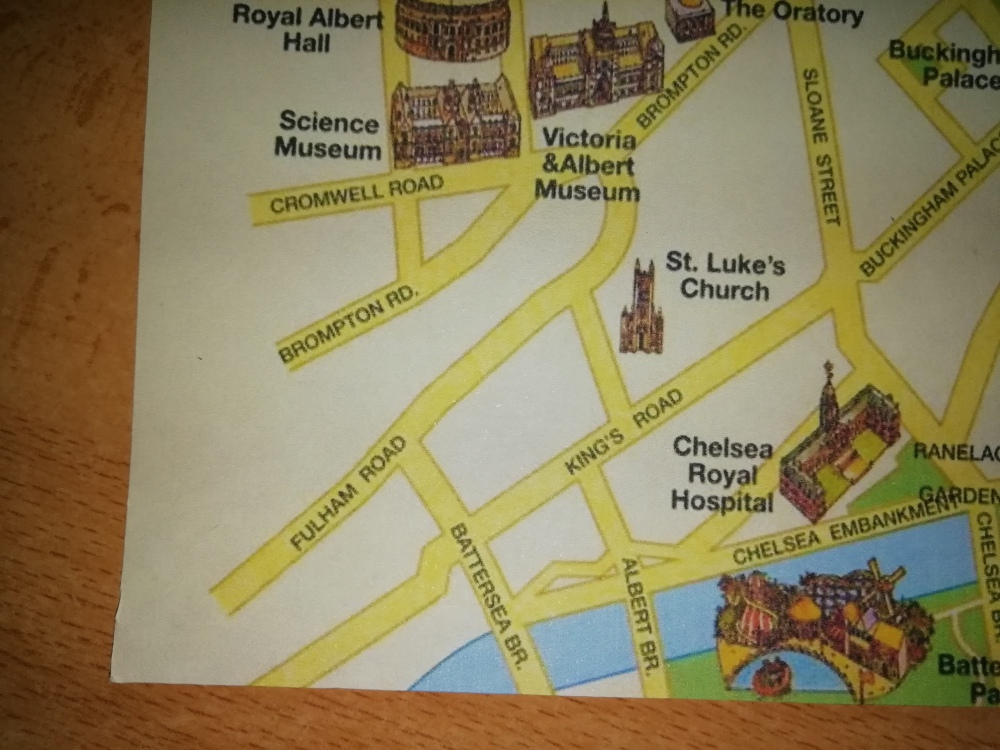 Royal Albert
Hall
The Oratory
Buckingh
Palace
BROMPTON RD.
SLOANE STREET
Science
Museum
Victoria
&Albert
Museum
CROMWELL ROAD
BUCKINGHAM PALAC
St. Luke's
Church
BROMPTON RD.
KING'S ROAD
Chelsea
Royal
Hospital
RANELAG
GARDEN
FULHAM ROAD
CHELSEA EMBANKMENT
BATTERSEA BR.
ALBERT BR.
CHELSEA B
Batte
Pa